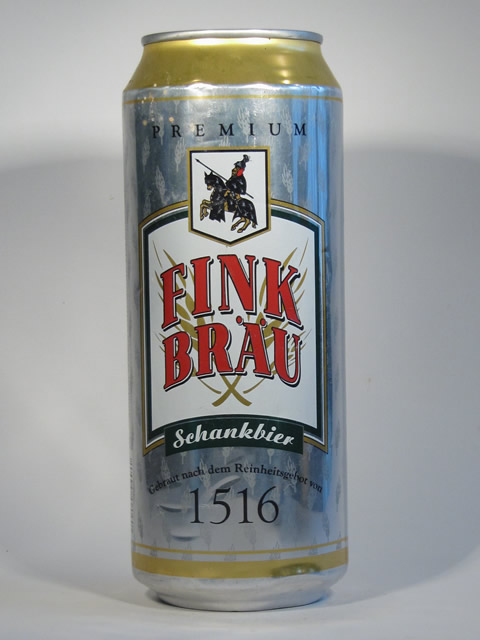 PREMIUM
FINK
BRÄU
Schankbier
Gebraut nach dem Reinheitsgebot von
1516